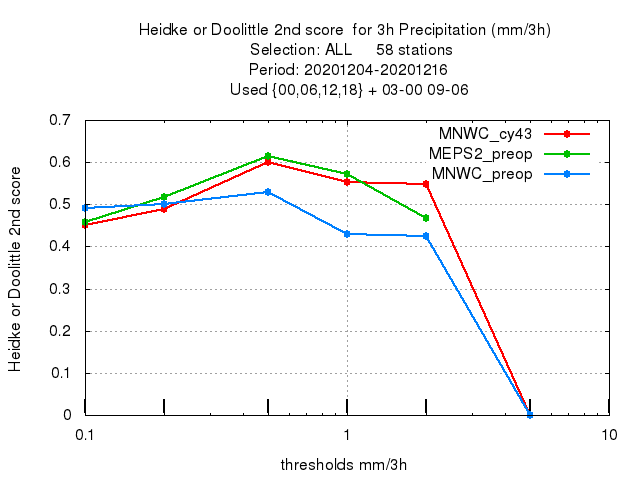 Heidke or Doolittle 2nd score  for 3h Precipitation (mm/3h)
Selection: ALL     58 stations
Period: 20201204-20201216
Used {00,06,12,18} + 03-00 09-06
MNWC_cy43
MEPS2_preop
MNWC_preop
Heidke or Doolittle 2nd score
0.7
0.6
0.5
0.4
0.3
0.2
0.1
0
0.1 1 10
thresholds mm/3h